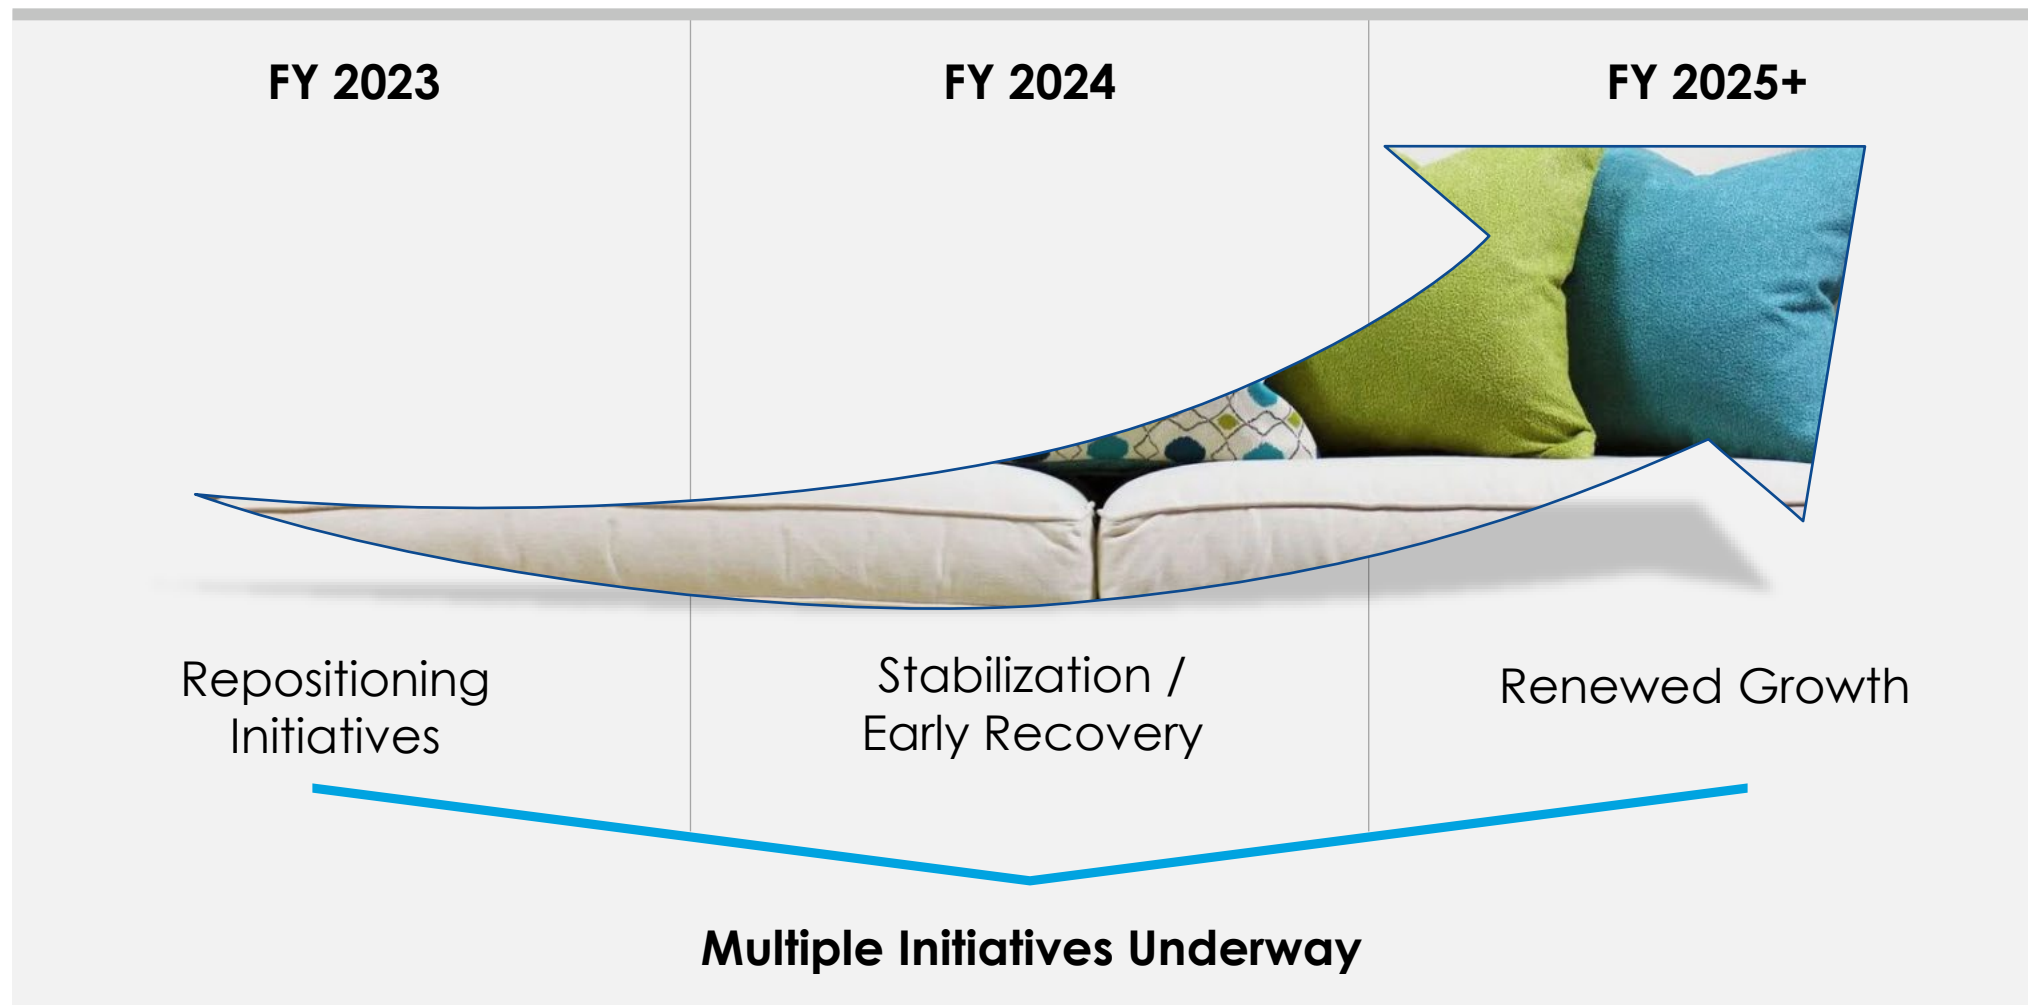 FY 2023
FY 2024
FY 2025+
Repositioning
Initiatives
Stabilization /
Early Recovery
Renewed Growth
Multiple Initiatives Underway